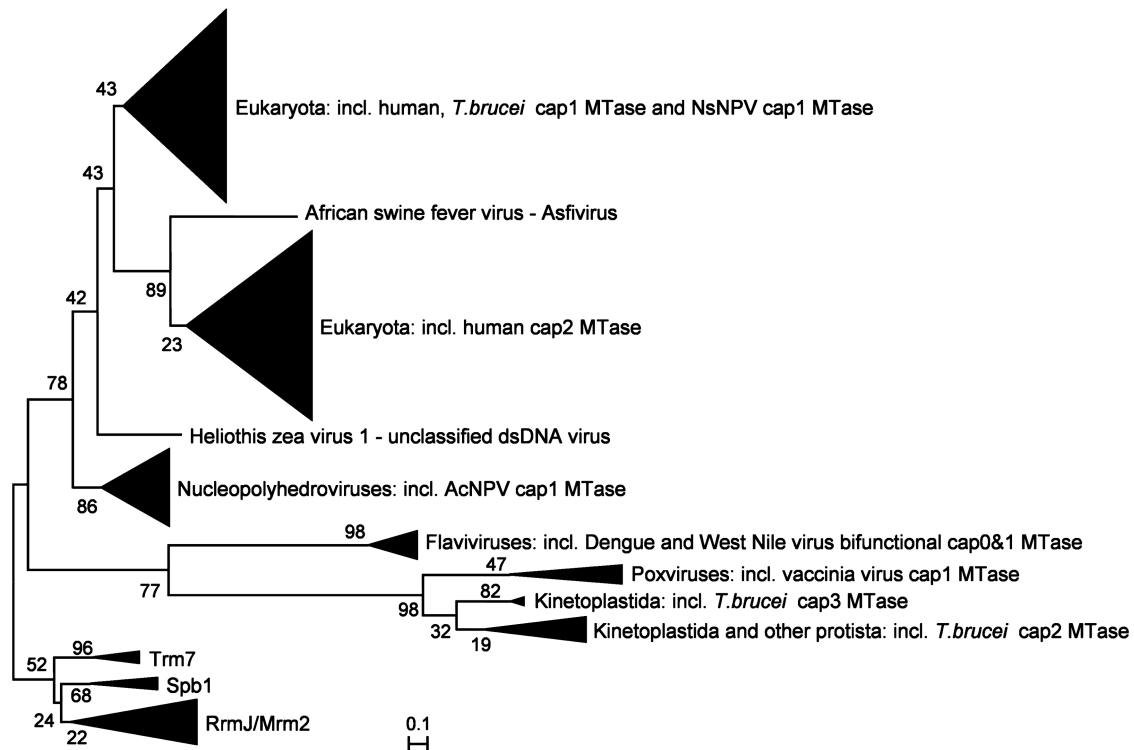 43
Eukaryota: incl. human, T.brucei cap1 MTase and NsNPV cap1 MTase
43
African swine fever virus - Asfivirus
89
42
Eukaryota: incl. human cap2 MTase
23
78
Heliothis zea virus 1 - unclassified dsDNA virus
86
Nucleopolyhedroviruses: incl. AcNPV cap1 MTase
98
Flaviviruses: incl. Dengue and West Nile virus bifunctional cap0&1 MTase
77
47
Poxviruses: incl. vaccinia virus cap1 MTase
82
Kinetoplastida: incl. T.brucei cap3 MTase
98
32
Kinetoplastida and other protista: incl. T.brucei cap2 MTase
19
96
Trm7
52
Spb1
68
24
RrmJ/Mrm2
22
0.1